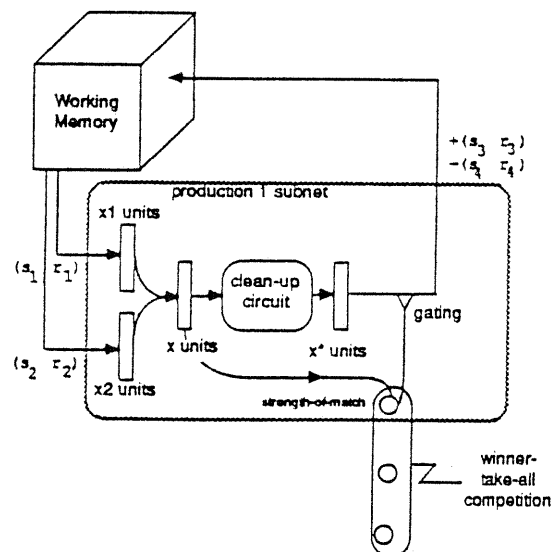 Working
Memory
+(s3 r3)
−(s4 r4)
production 1 subnet
x1 units
(s1 r1)
clean-up
circuit
gating
x units
x* units
(s2 r2)
x2 units
strength-of-match
winner-
take-all
competition